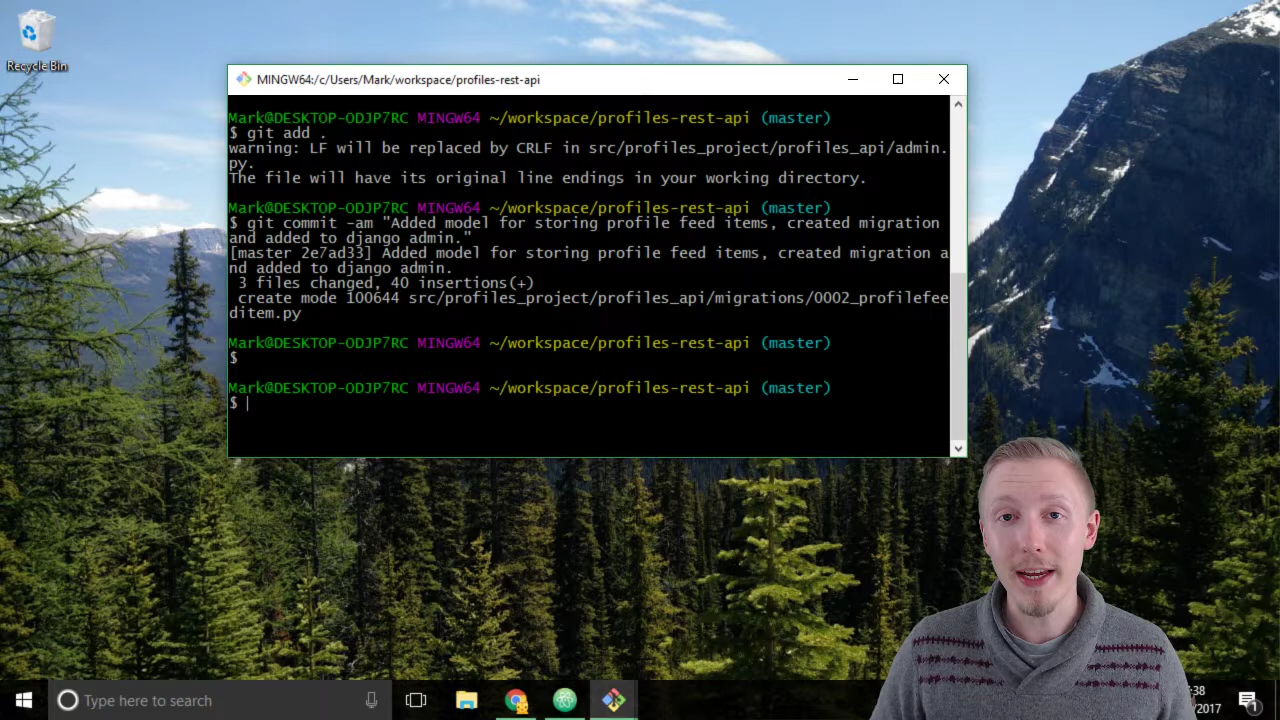 Recycle Bin
MINGW64:/c/Users/Mark/workspace/profiles-rest-api
Mark@DESKTOP-ODJP7RC MINGW64 ~/workspace/profiles-rest-api (master)
$ git add .
warning: LF will be replaced by CRLF in src/profiles_project/profiles_api/admin.
py.
The file will have its original line endings in your working directory.
Mark@DESKTOP-ODJP7RC MINGW64 ~/workspace/profiles-rest-api (master)
$ git commit -am "Added model for storing profile feed items, created migration
and added to django admin."
[master 2e7ad33] Added model for storing profile feed items, created migration a
nd added to django admin.
3 files changed, 40 insertions(+)
create mode 100644 src/profiles_project/profiles_api/migrations/0002_profilefee
ditem.py
Mark@DESKTOP-ODJP7RC MINGW64 ~/workspace/profiles-rest-api (master)
$
Mark@DESKTOP-ODJP7RC MINGW64 ~/workspace/profiles-rest-api (master)
$
Type here to search
:38
/2017
1